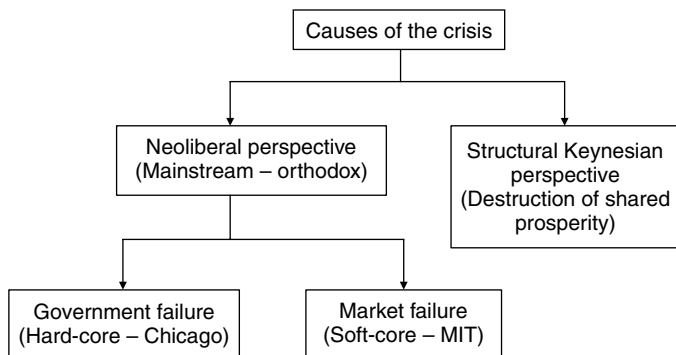 Causes of the crisis
Neoliberal perspective
(Mainstream – orthodox)
Structural Keynesian
perspective
(Destruction of shared
prosperity)
Government failure
(Hard-core – Chicago)
Market failure
(Soft-core – MIT)